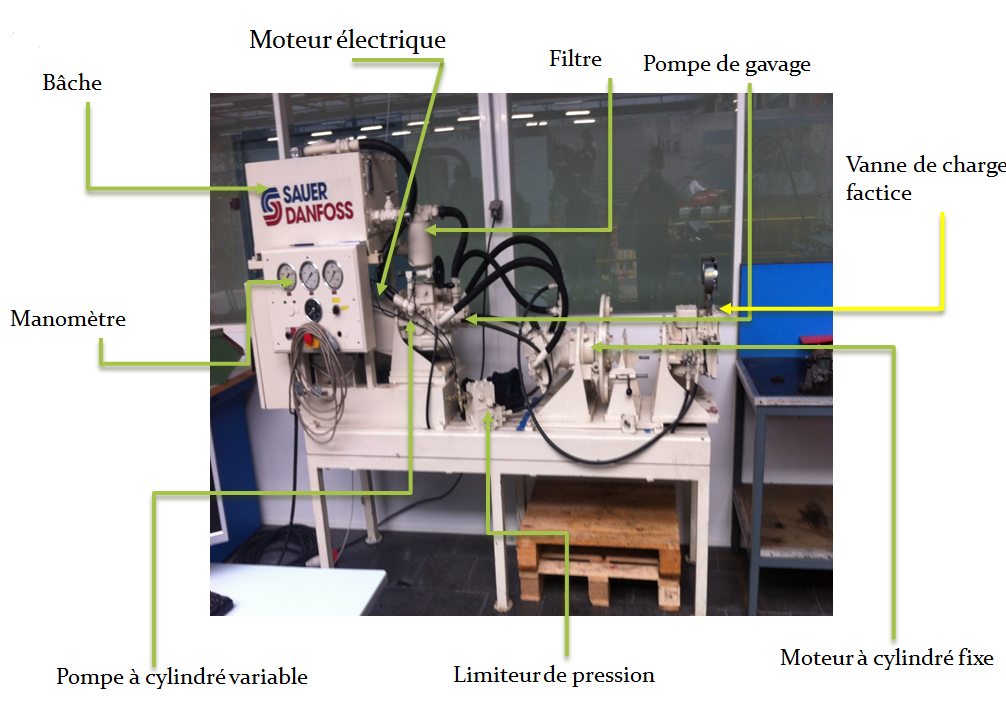 Moteur électrique
Filtre
Pompe de gavage
Bâche
Vanne de charge
factice
SAUER
DANFOSS
Manomètre
Pompe à cylindré variable
Limiteur de pression
Moteur à cylindré fixe